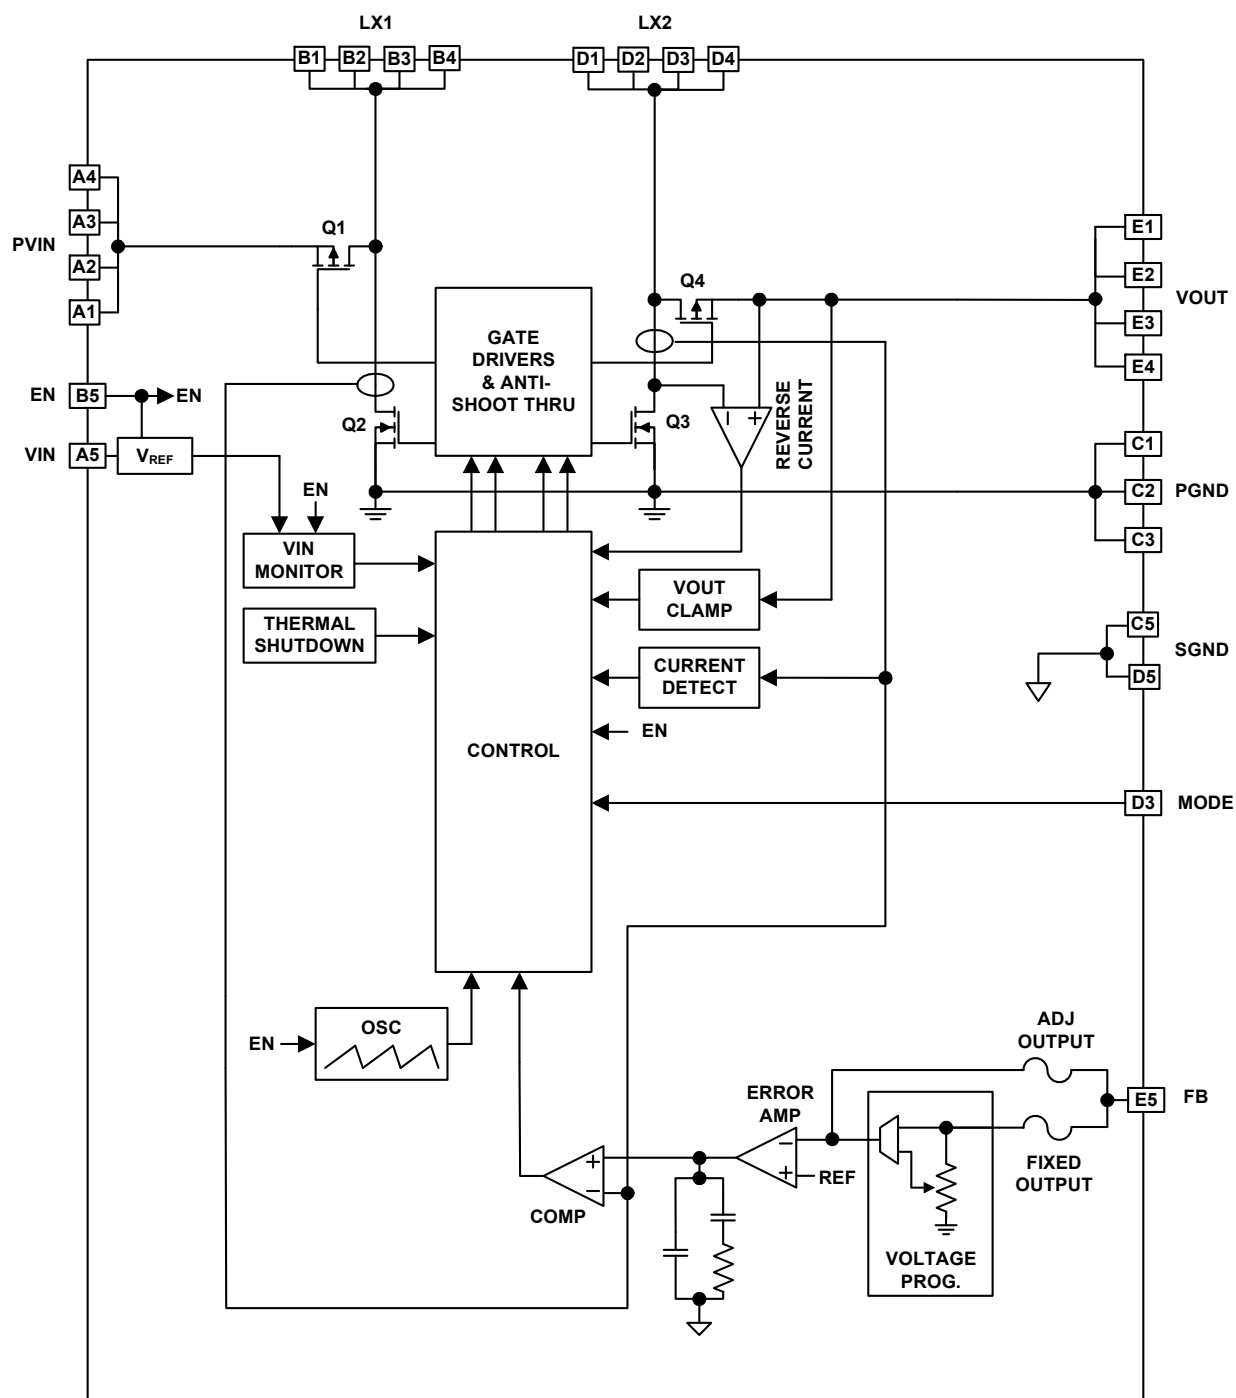 LX1
LX2
B1 B2 B3 B4
D1 D2 D3 D4
A4
A3
A2
A1
PVIN
Q1
Q4
E1
E2
E3
E4
VOUT
GATE
DRIVERS
& ANTI-
SHOOT THRU
EN
B5
EN
VIN
A5
VREF
Q2
Q3
REVERSE
CURRENT
C1
C2
C3
PGND
EN
VIN
MONITOR
VOUT
CLAMP
THERMAL
SHUTDOWN
CURRENT
DETECT
C5
D5
SGND
EN
CONTROL
D3
MODE
OSC
EN
ADJ
OUTPUT
ERROR
AMP
E5
FB
REF
COMP
FIXED
OUTPUT
VOLTAGE
PROG.